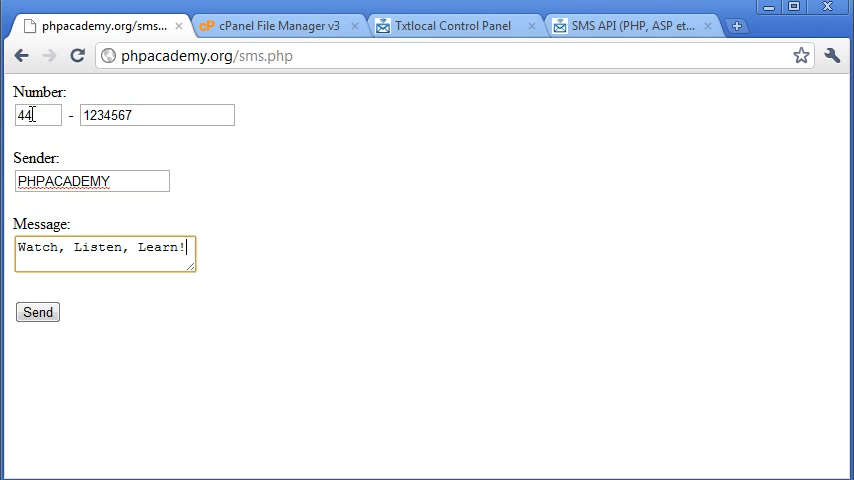 phpacademy.org/sms...
cPanel File Manager v3
Txtlocal Control Panel
SMS API (PHP, ASP et...
phpacademy.org/sms.php
Number:
44 - 1234567
Sender:
PHPACADEMY
Message:
Watch, Listen, Learn!
Send